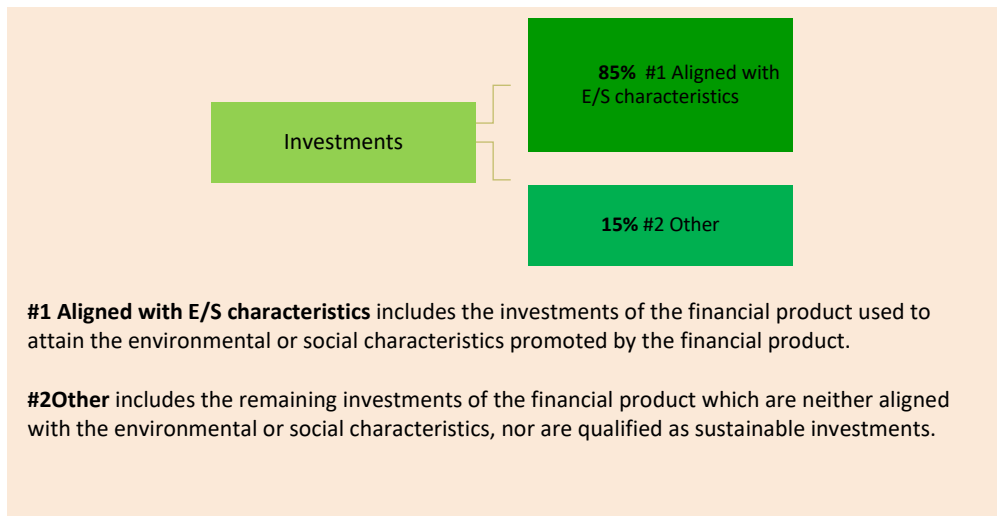 85% #1 Aligned with
E/S characteristics
Investments
15% #2 Other
#1 Aligned with E/S characteristics includes the investments of the financial product used to
attain the environmental or social characteristics promoted by the financial product.
#2Other includes the remaining investments of the financial product which are neither aligned
with the environmental or social characteristics, nor are qualified as sustainable investments.